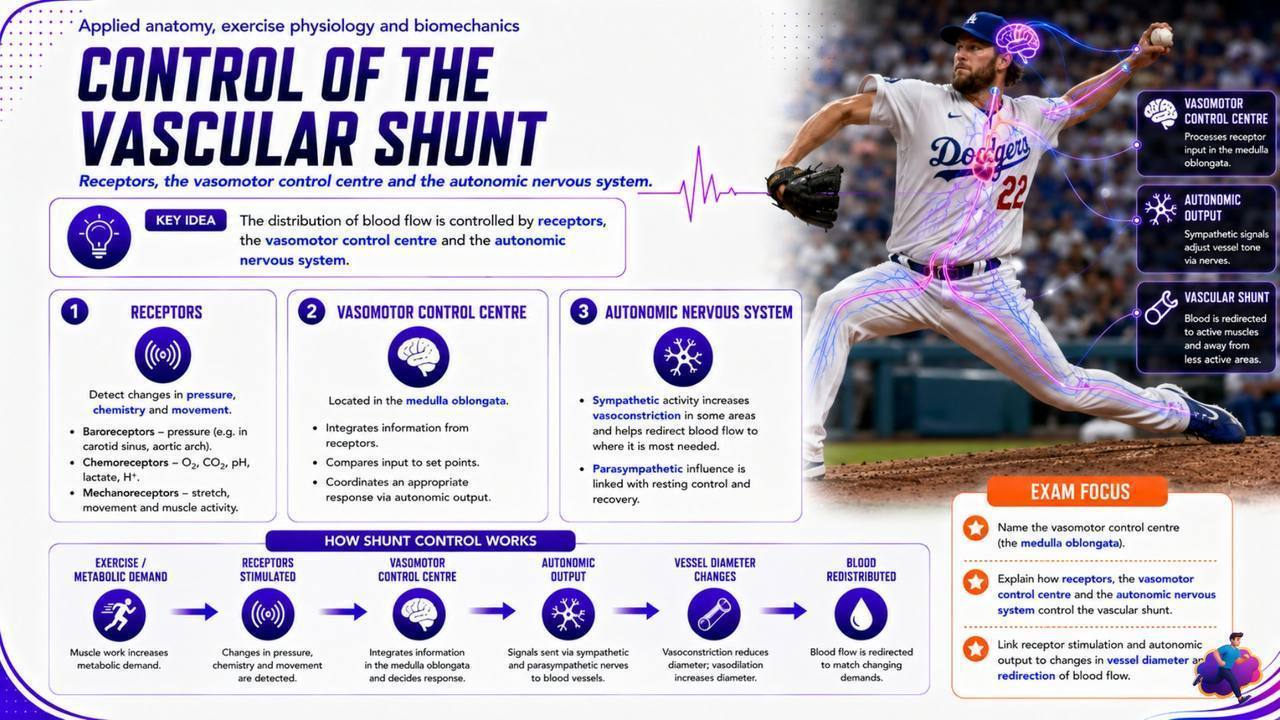 Applied anatomy, exercise physiology and biomechanics
CONTROL OF THE
VASCULAR SHUNT
Receptors, the vasomotor control centre and the autonomic nervous system.
KEY IDEA
The distribution of blood flow is controlled by receptors,
the vasomotor control centre and the autonomic
nervous system.
1 RECEPTORS
Detect changes in pressure,
chemistry and movement.
• Baroreceptors – pressure (e.g. in
carotid sinus, aortic arch).
• Chemoreceptors – O₂, CO₂, pH,
lactate, H⁺.
• Mechanoreceptors – stretch,
movement and muscle activity.
2 VASOMOTOR CONTROL CENTRE
Located in the medulla oblongata.
• Integrates information from
receptors.
• Compares input to set points.
• Coordinates an appropriate
response via autonomic output.
3 AUTONOMIC NERVOUS SYSTEM
• Sympathetic activity increases
vasoconstriction in some areas
and helps redirect blood flow to
where it is most needed.
• Parasympathetic influence is
linked with resting control and
recovery.
LA
Dodgers
22
VASOMOTOR
CONTROL CENTRE
Processes receptor
input in the medulla
oblongata.
AUTONOMIC
OUTPUT
Sympathetic signals
adjust vessel tone
via nerves.
VASCULAR SHUNT
Blood is redirected
to active muscles
and away from
less active areas.
HOW SHUNT CONTROL WORKS
EXERCISE /
METABOLIC DEMAND
Muscle work increases
metabolic demand.
RECEPTORS
STIMULATED
Changes in pressure,
chemistry and movement
are detected.
VASOMOTOR
CONTROL CENTRE
Integrates information
in the medulla oblongata
and decides response.
AUTONOMIC
OUTPUT
Signals sent via sympathetic
and parasympathetic nerves
to blood vessels.
VESSEL DIAMETER
CHANGES
Vasoconstriction reduces
diameter; vasodilation
increases diameter.
BLOOD
REDISTRIBUTED
Blood flow is redirected
to match changing
demands.
EXAM FOCUS
Name the vasomotor control centre
(the medulla oblongata).
Explain how receptors, the vasomotor
control centre and the autonomic nervous
system control the vascular shunt.
Link receptor stimulation and autonomic
output to changes in vessel diameter
redirection of blood flow.